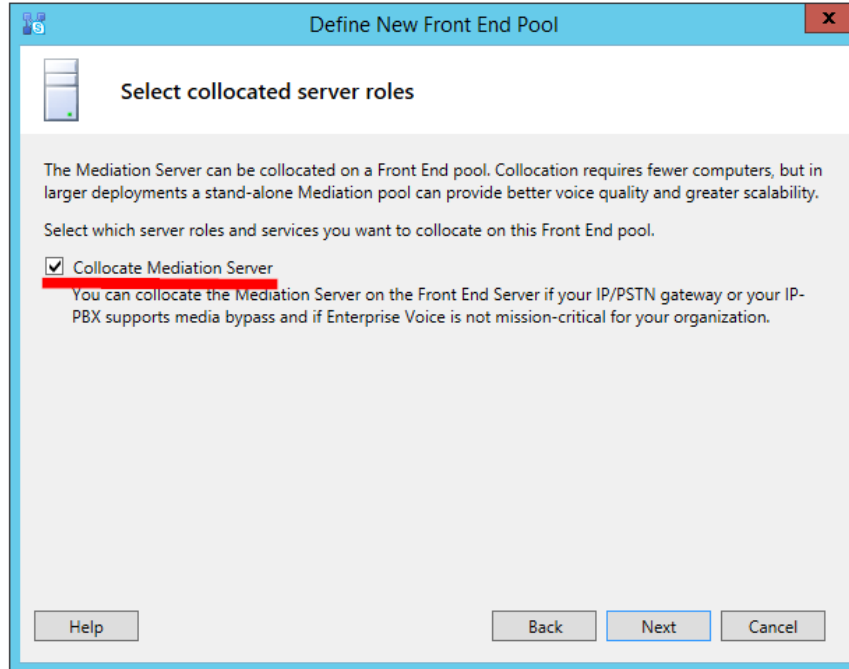 Define New Front End Pool
x
Select collocated server roles
The Mediation Server can be collocated on a Front End pool. Collocation requires fewer computers, but in
larger deployments a stand-alone Mediation pool can provide better voice quality and greater scalability.
Select which server roles and services you want to collocate on this Front End pool.
Collocate Mediation Server
You can collocate the Mediation Server on the Front End Server if your IP/PSTN gateway or your IP-
PBX supports media bypass and if Enterprise Voice is not mission-critical for your organization.
Help
Back
Next
Cancel